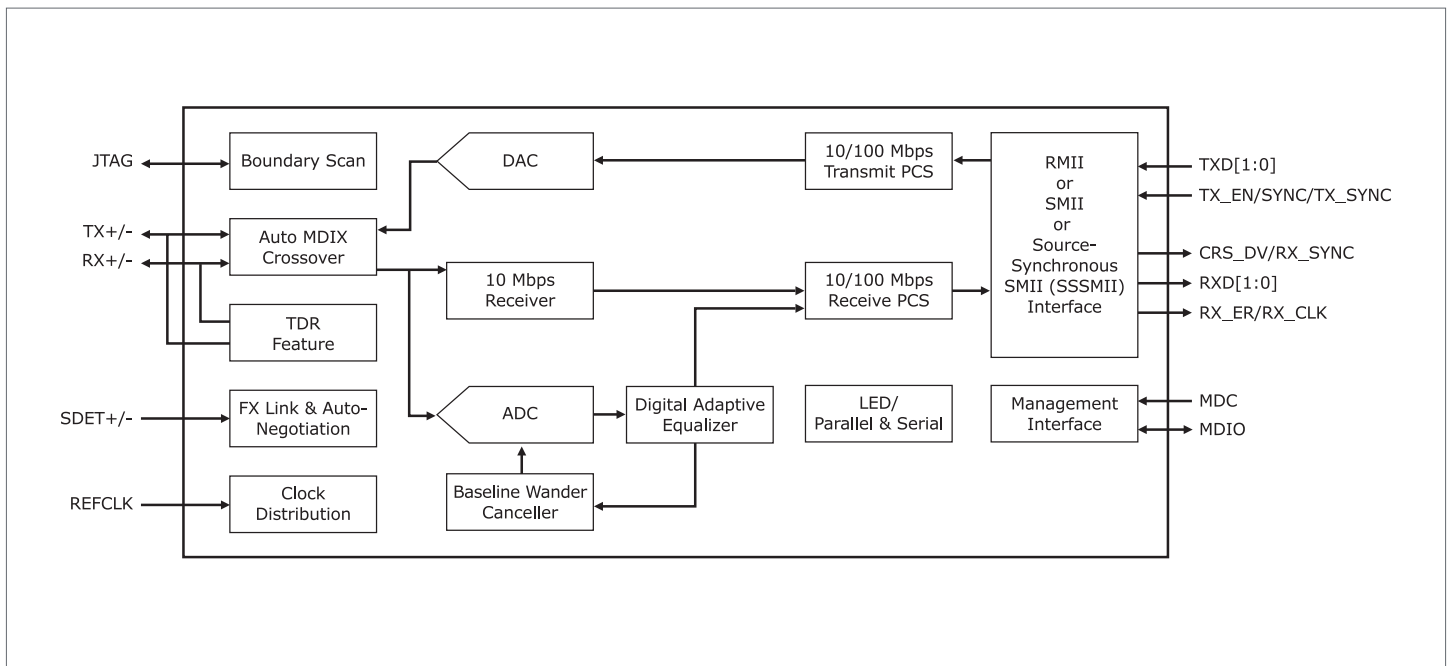 JTAG
TX+/-
RX+/-
SDET+/-
REFCLK
Boundary Scan
Auto MDIX
Crossover
TDR
Feature
FX Link & Auto-
Negotiation
Clock
Distribution
DAC
10 Mbps
Receiver
ADC
Baseline Wander
Canceller
Digital Adaptive
Equalizer
10/100 Mbps
Transmit PCS
10/100 Mbps
Receive PCS
LED/
Parallel & Serial
RMII
or
SMII
or
Source-
Synchronous
SMII (SSSMII)
Interface
Management
Interface
TXD[1:0]
TX_EN/SYNC/TX_SYNC
CRS_DV/RX_SYNC
RXD[1:0]
RX_ER/RX_CLK
MDC
MDIO